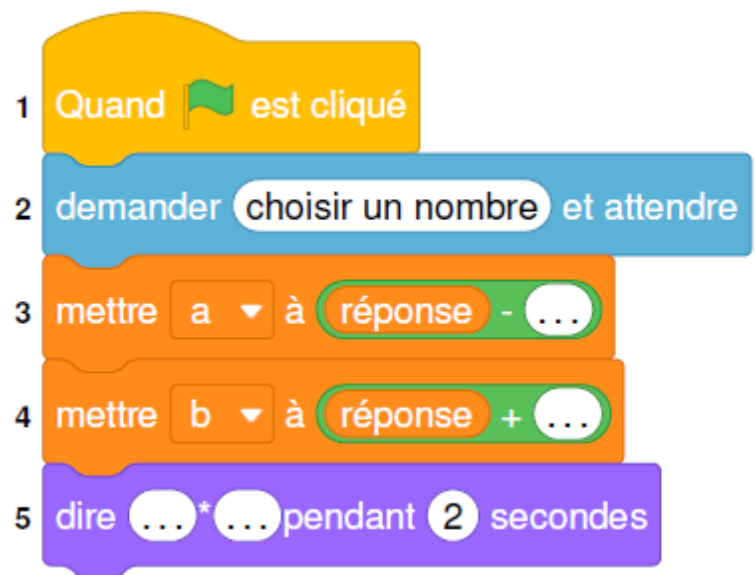 1 Quand est cliqué
2 demander choisir un nombre et attendre
3 mettre a à réponse - ...
4 mettre b à réponse + ...
5 dire ... * ... pendant 2 secondes